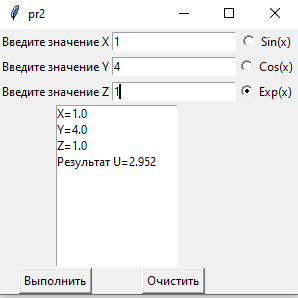 pr2
Введите значение X 1 Sin(x)
Введите значение Y 4 Cos(x)
Введите значение Z 1 Exp(x)
X=1.0
Y=4.0
Z=1.0
Результат U=2.952
Выполнить Очистить